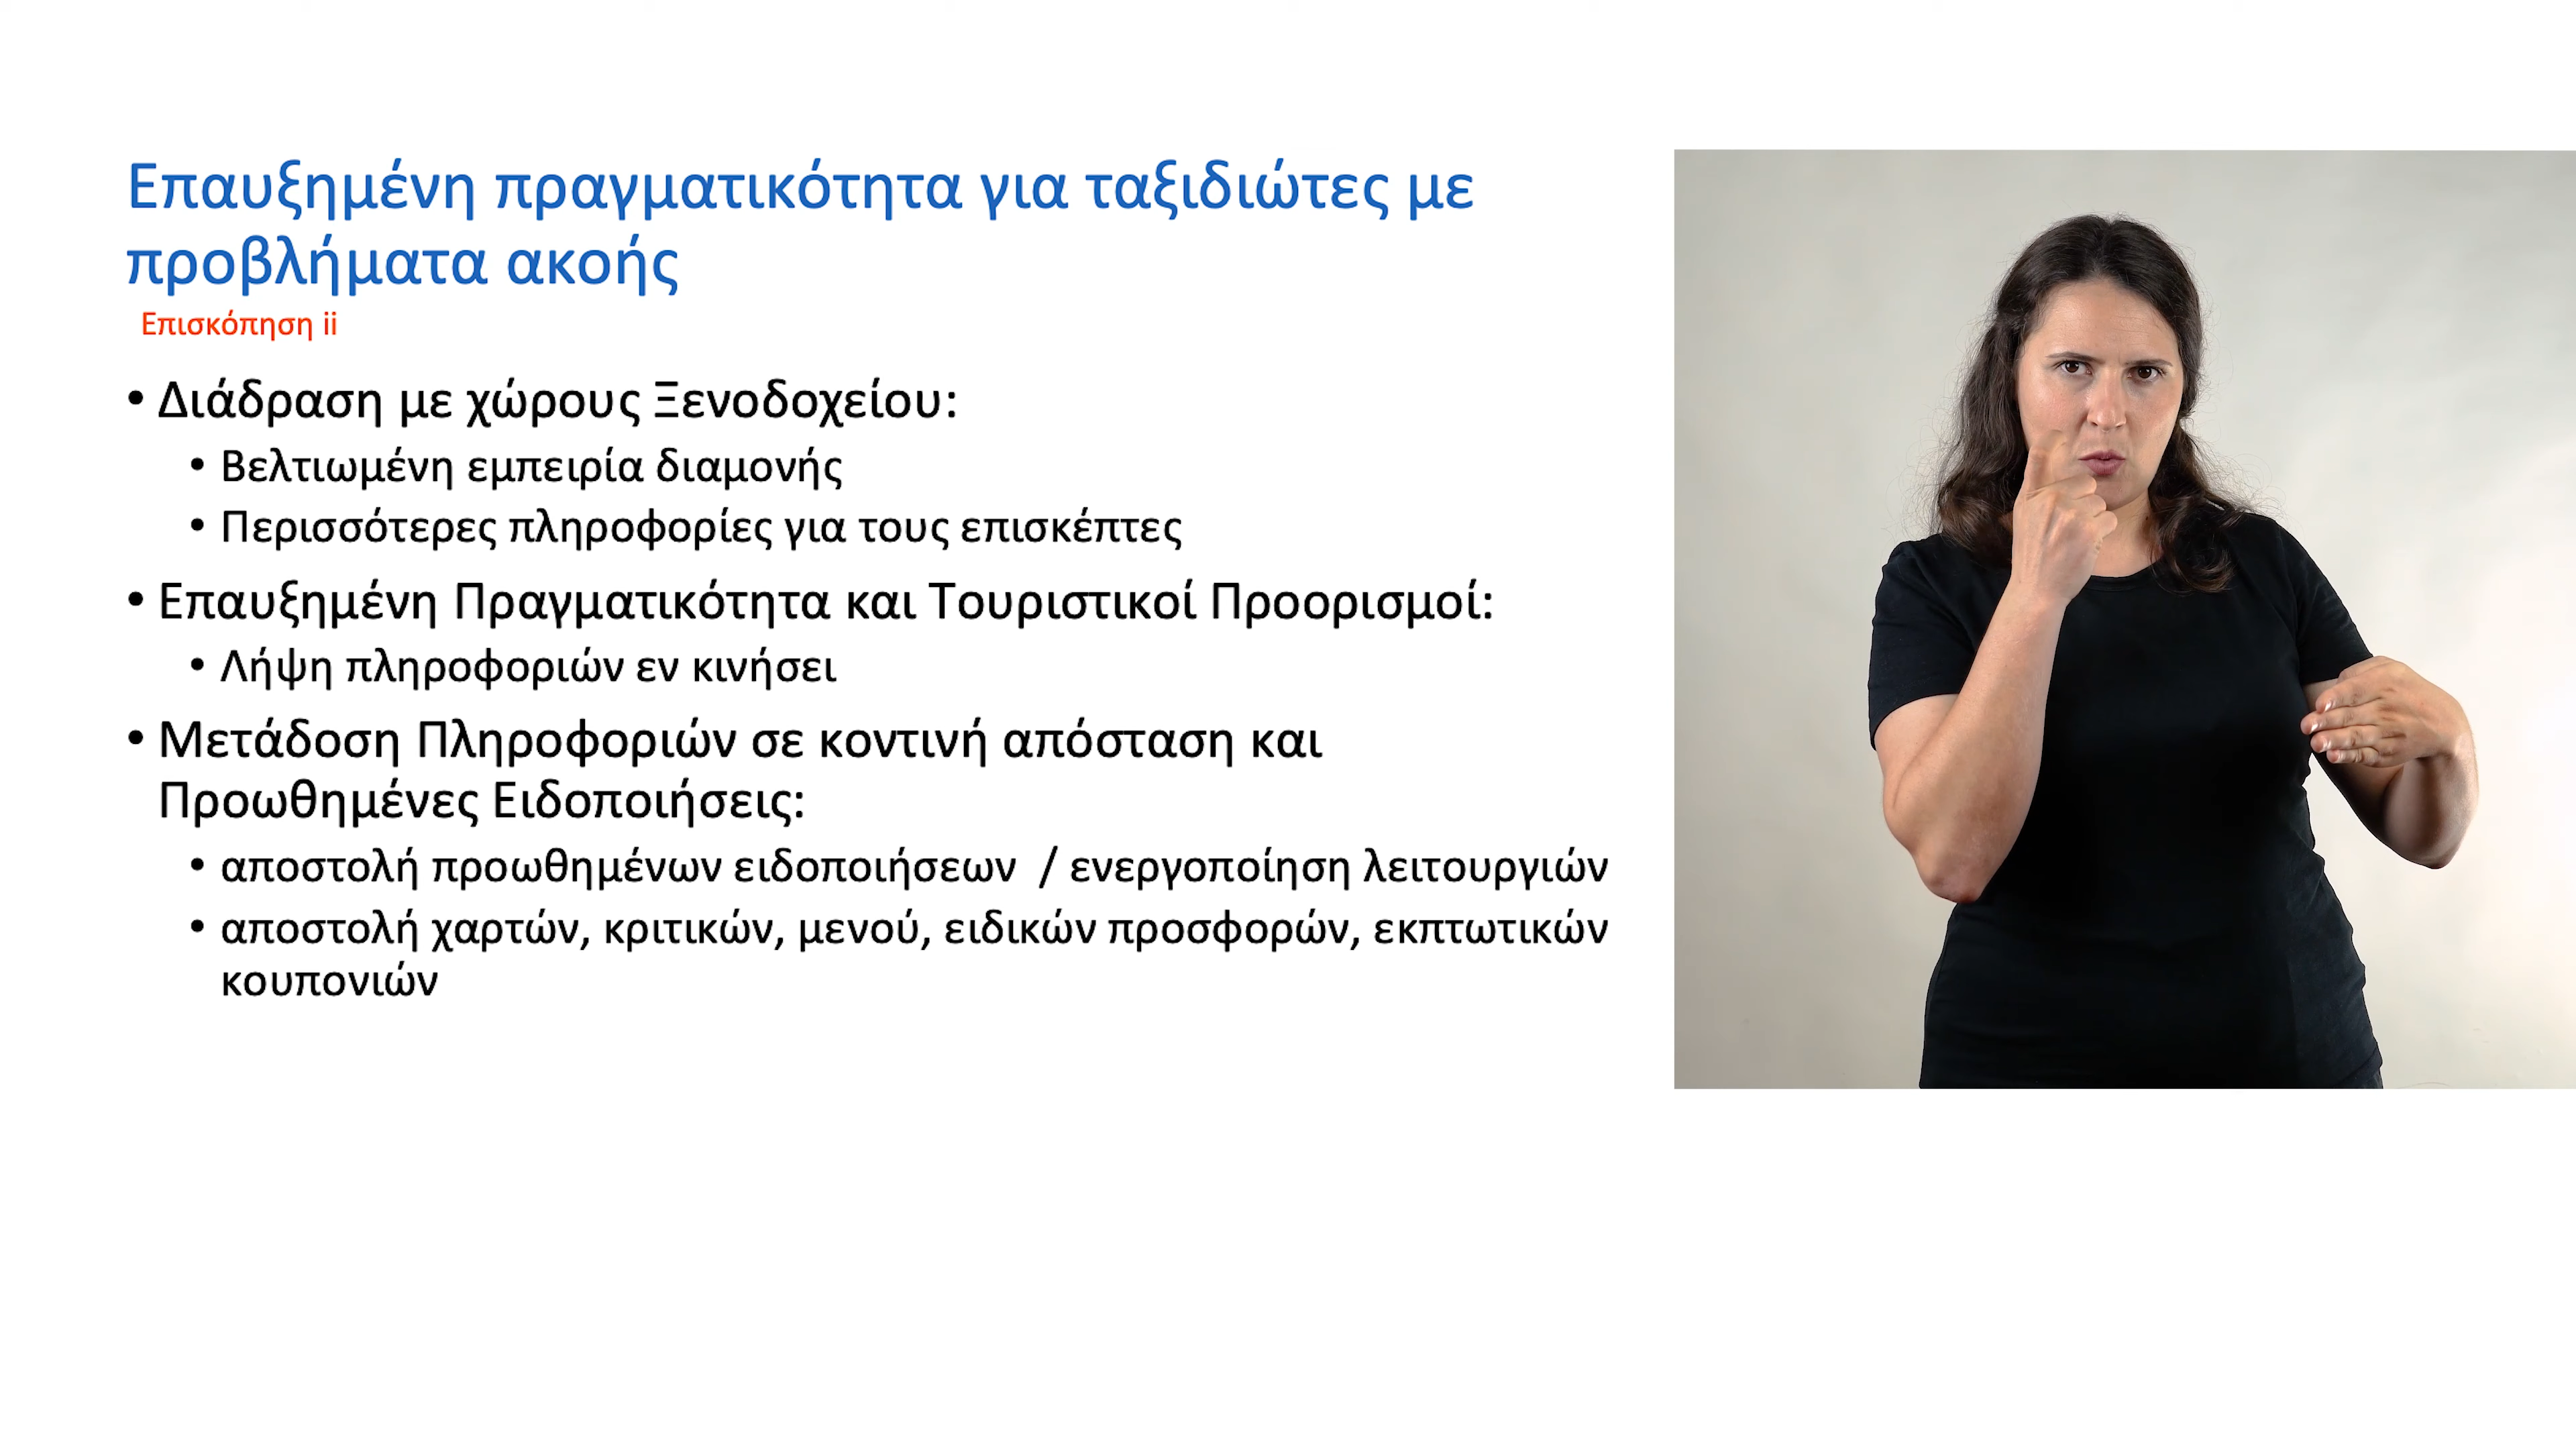 Επαυξημένη πραγματικότητα για ταξιδιώτες με
προβλήματα ακοής
Επισκόπηση ii
• Διάδραση με χώρους Ξενοδοχείου:
• Βελτιωμένη εμπειρία διαμονής
• Περισσότερες πληροφορίες για τους επισκέπτες
• Επαυξημένη Πραγματικότητα και Τουριστικοί Προορισμοί:
• Λήψη πληροφοριών εν κινήσει
• Μετάδοση Πληροφοριών σε κοντινή απόσταση και
Προωθημένες Ειδοποιήσεις:
• αποστολή προωθημένων ειδοποιήσεων / ενεργοποίηση λειτουργιών
• αποστολή χαρτών, κριτικών, μενού, ειδικών προσφορών, εκπτωτικών
κουπονιών